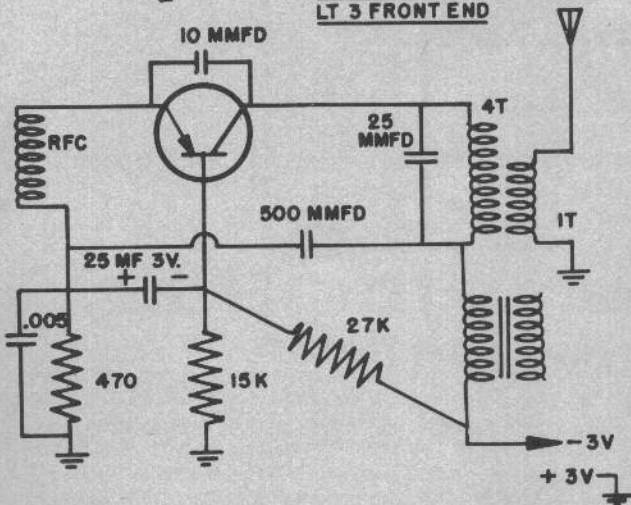 LT 3 FRONT END
10 MMFD
RFC
25
MMFD
4T
1T
500 MMFD
25 MF 3V.
+ -
.005
470
15K
27K
-3V
+ 3V